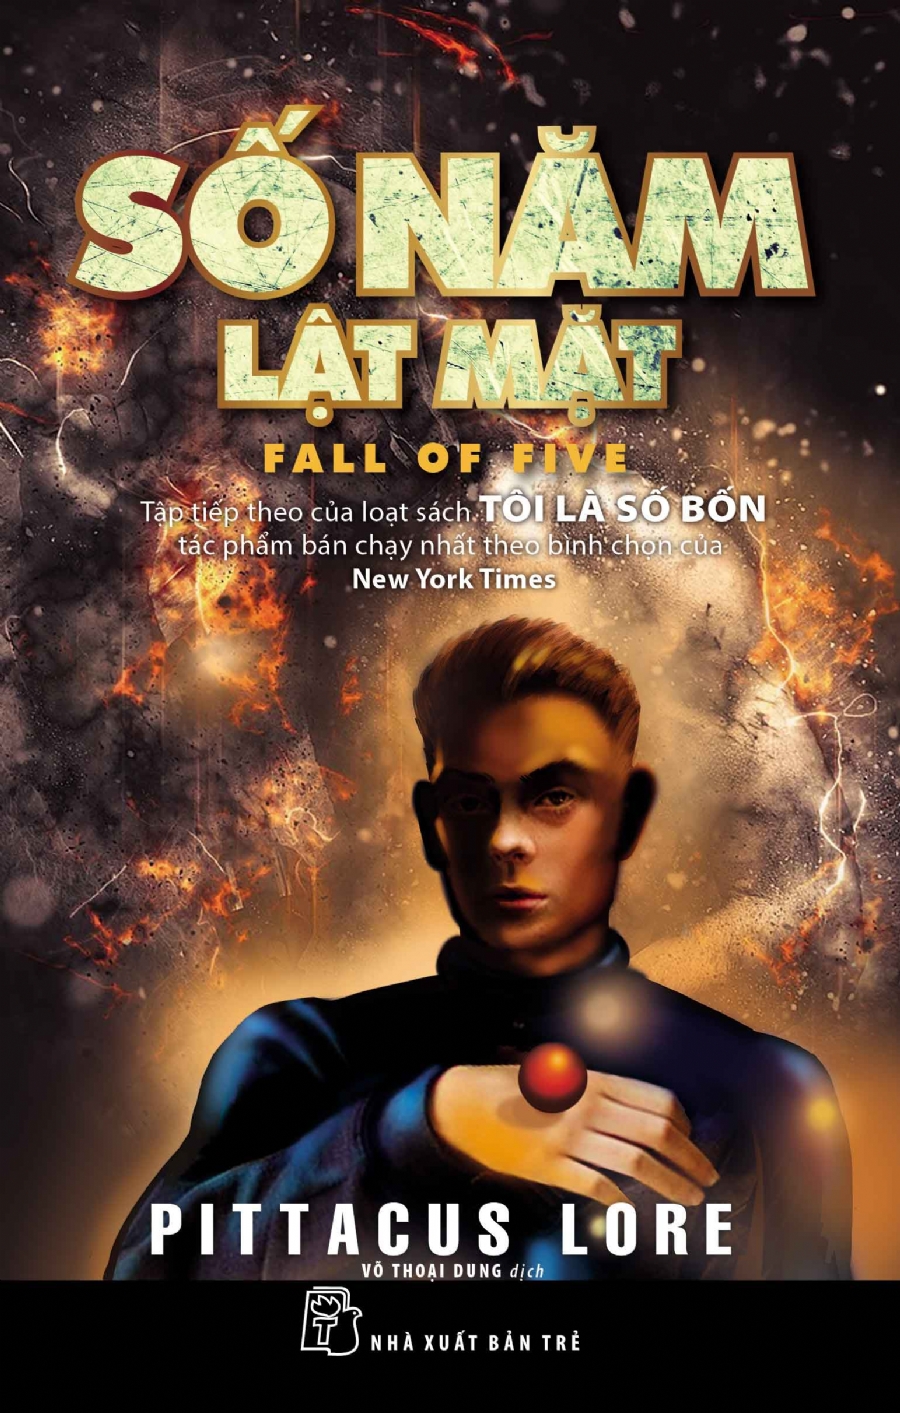 SỐ NĂM
LẬT MẶT
FALL OF FIVE
Tập tiếp theo của loạt sách TÔI LÀ SỐ BỐN
tác phẩm bán chạy nhất theo bình chọn của
New York Times
PITTACUS LORE
VÕ THOẠI DUNG dịch
T
NHÀ XUẤT BẢN TRẺ